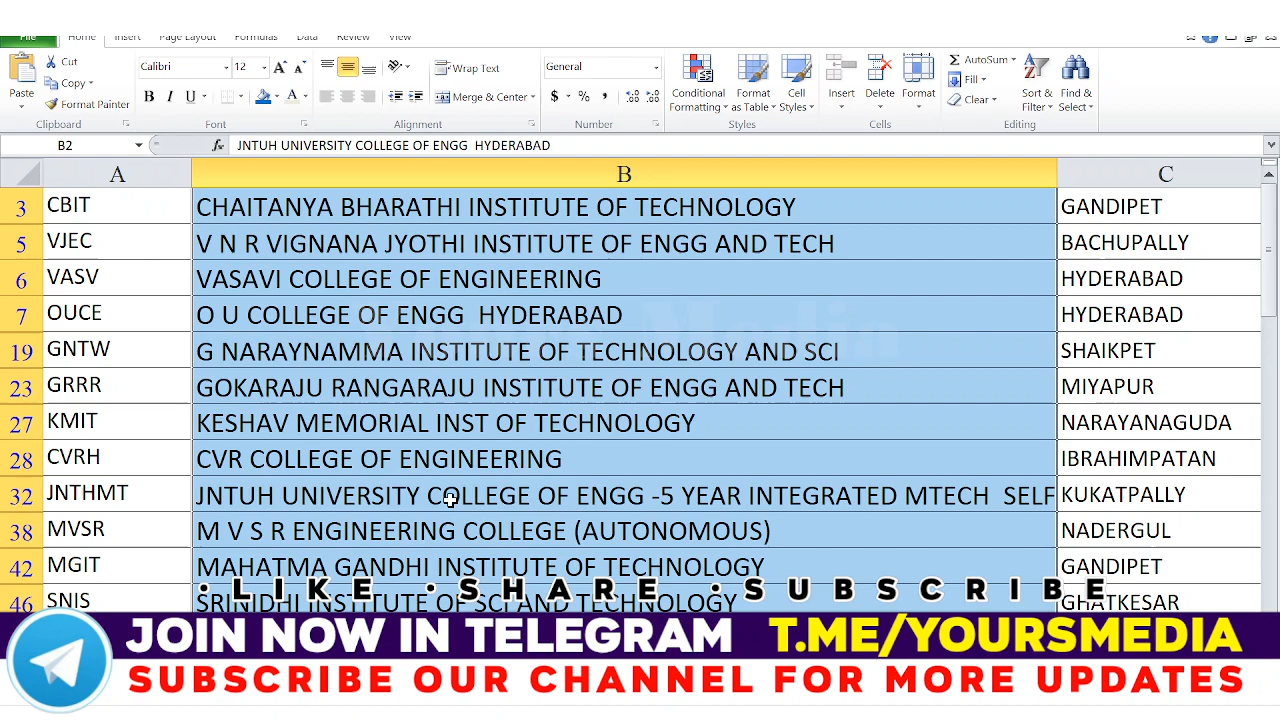 File Home Insert Page Layout Formulas Data Review View
Cut Calibri 12 Wrap Text General AutoSum
Copy Fill
Paste Format Painter Merge & Center Conditional Formatting Format as Table Cell Styles Insert Delete Format Clear Sort & Filter Find & Select
Clipboard Font Alignment Number Styles Cells Editing
B2 fx JNTUH UNIVERSITY COLLEGE OF ENGG HYDERABAD
A B C
3 CBIT CHAITANYA BHARATHI INSTITUTE OF TECHNOLOGY GANDIPET
5 VJEC V N R VIGNANA JYOTHI INSTITUTE OF ENGG AND TECH BACHUPALLY
6 VASV VASAVI COLLEGE OF ENGINEERING HYDERABAD
7 OUCE O U COLLEGE OF ENGG HYDERABAD HYDERABAD
19 GNTW G NARAYNAMMA INSTITUTE OF TECHNOLOGY AND SCI SHAIKPET
23 GRRR GOKARAJU RANGARAJU INSTITUTE OF ENGG AND TECH MIYAPUR
27 KMIT KESHAV MEMORIAL INST OF TECHNOLOGY NARAYANAGUDA
28 CVRH CVR COLLEGE OF ENGINEERING IBRAHIMPATAN
32 JNTHMT JNTUH UNIVERSITY COLLEGE OF ENGG -5 YEAR INTEGRATED MTECH SELF KUKATPALLY
38 MVSR M V S R ENGINEERING COLLEGE (AUTONOMOUS) NADERGUL
42 MGIT MAHATMA GANDHI INSTITUTE OF TECHNOLOGY GANDIPET
46 SNIS SRINIDHI INSTITUTE OF SCI AND TECHNOLOGY GHATKESAR
·LIKE ·SHARE :SUBSCRIBE
JOIN NOW IN TELEGRAM T.ME/YOURSMEDIA
SUBSCRIBE OUR CHANNEL FOR MORE UPDATES